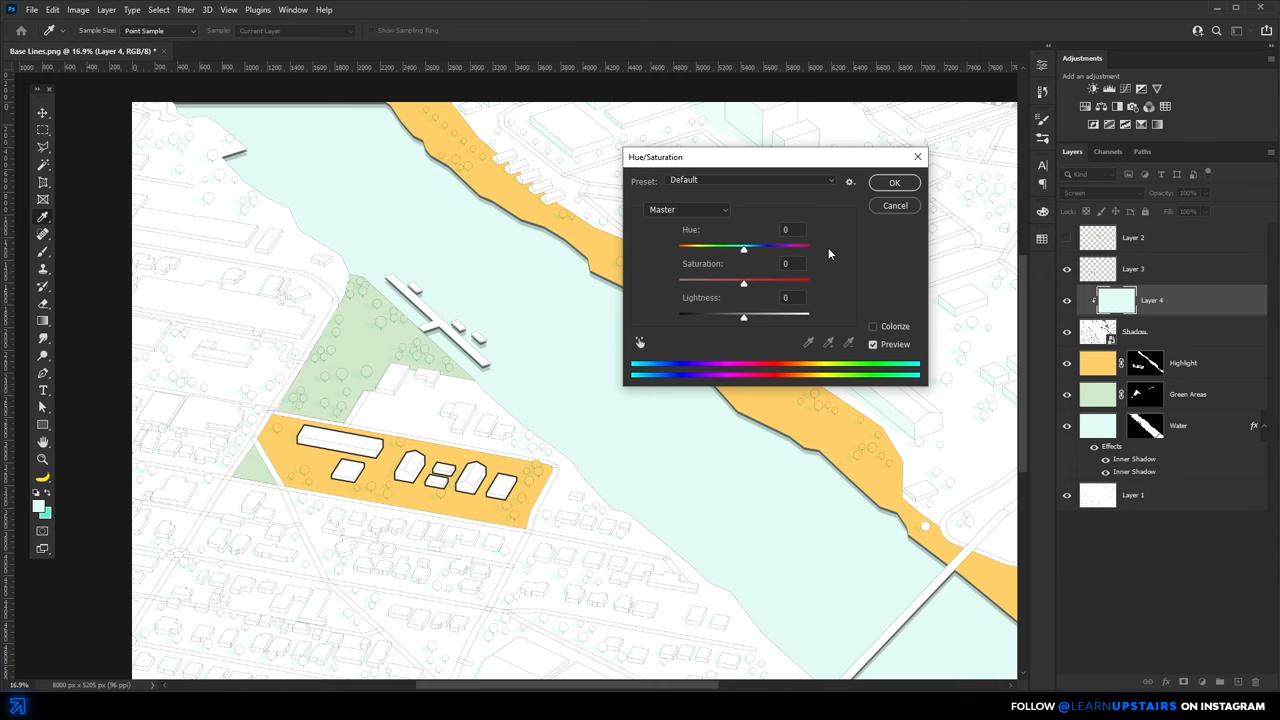 Ps File Edit Image Layer Type Select Filter 3D View Plugins Window Help
Sample Size: Point Sample Sample: Current Layer Show Sampling Ring
Base Lines.png @ 16.9% (Layer 4, RGB/8) *
Adjustments
Add an adjustment
Layers Channels Paths
Kind
Screen Opacity: 100%
Lock: Fill: 100%
Layer 2
Layer 3
Layer 4
Shadow
Highlight
Green Areas
Water fx
Effects
Inner Shadow
Inner Shadow
Layer 1
Hue/Saturation
Preset: Default
OK
Cancel
Master
Hue: 0
Saturation: 0
Lightness: 0
Colorize
Preview
16.9% 8000 px x 5205 px (96 ppi)
FOLLOW @LEARNUPSTAIRS ON INSTAGRAM